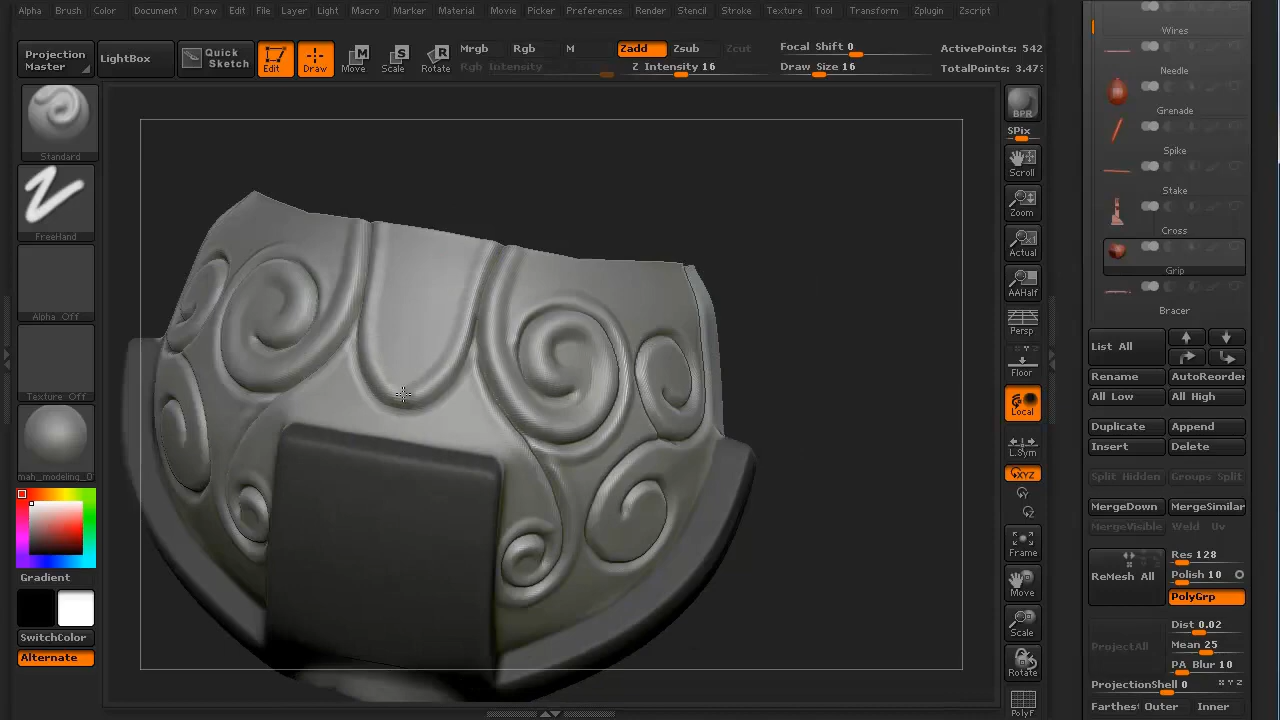 Alpha Brush Color Document Draw Edit File Layer Light Macro Marker Material Movie Picker Preferences Render Stencil Stroke Texture Tool Transform Zplugin Zscript
Projection
Master
LightBox
Quick
Sketch
Edit
Draw
Move
Scale
Rotate
Mrgb Rgb M
Rgb Intensity
Zadd Zsub Zcut
Z Intensity 16
Focal Shift 0
Draw Size 16
ActivePoints: 542
TotalPoints: 3.473
Standard
FreeHand
Alpha Off
Texture Off
mah_modeling_0
Gradient
SwitchColor
Alternate
BPR
SPix
Scroll
Zoom
Actual
AAHalf
Persp
Floor
Local
L.Sym
XYZ
Frame
Move
Scale
Rotate
PolyF
Wires
Needle
Grenade
Spike
Stake
Cross
Grip
Bracer
List All
Rename AutoReorder
All Low All High
Duplicate Append
Insert Delete
Split Hidden Groups Split
MergeDown MergeSimilar
MergeVisible Weld Uv
ReMesh All
Res 128
Polish 10
PolyGrp
ProjectAll
Dist 0.02
Mean 25
PA Blur 10
ProjectionShell 0
X Y Z
Farthest Outer Inner